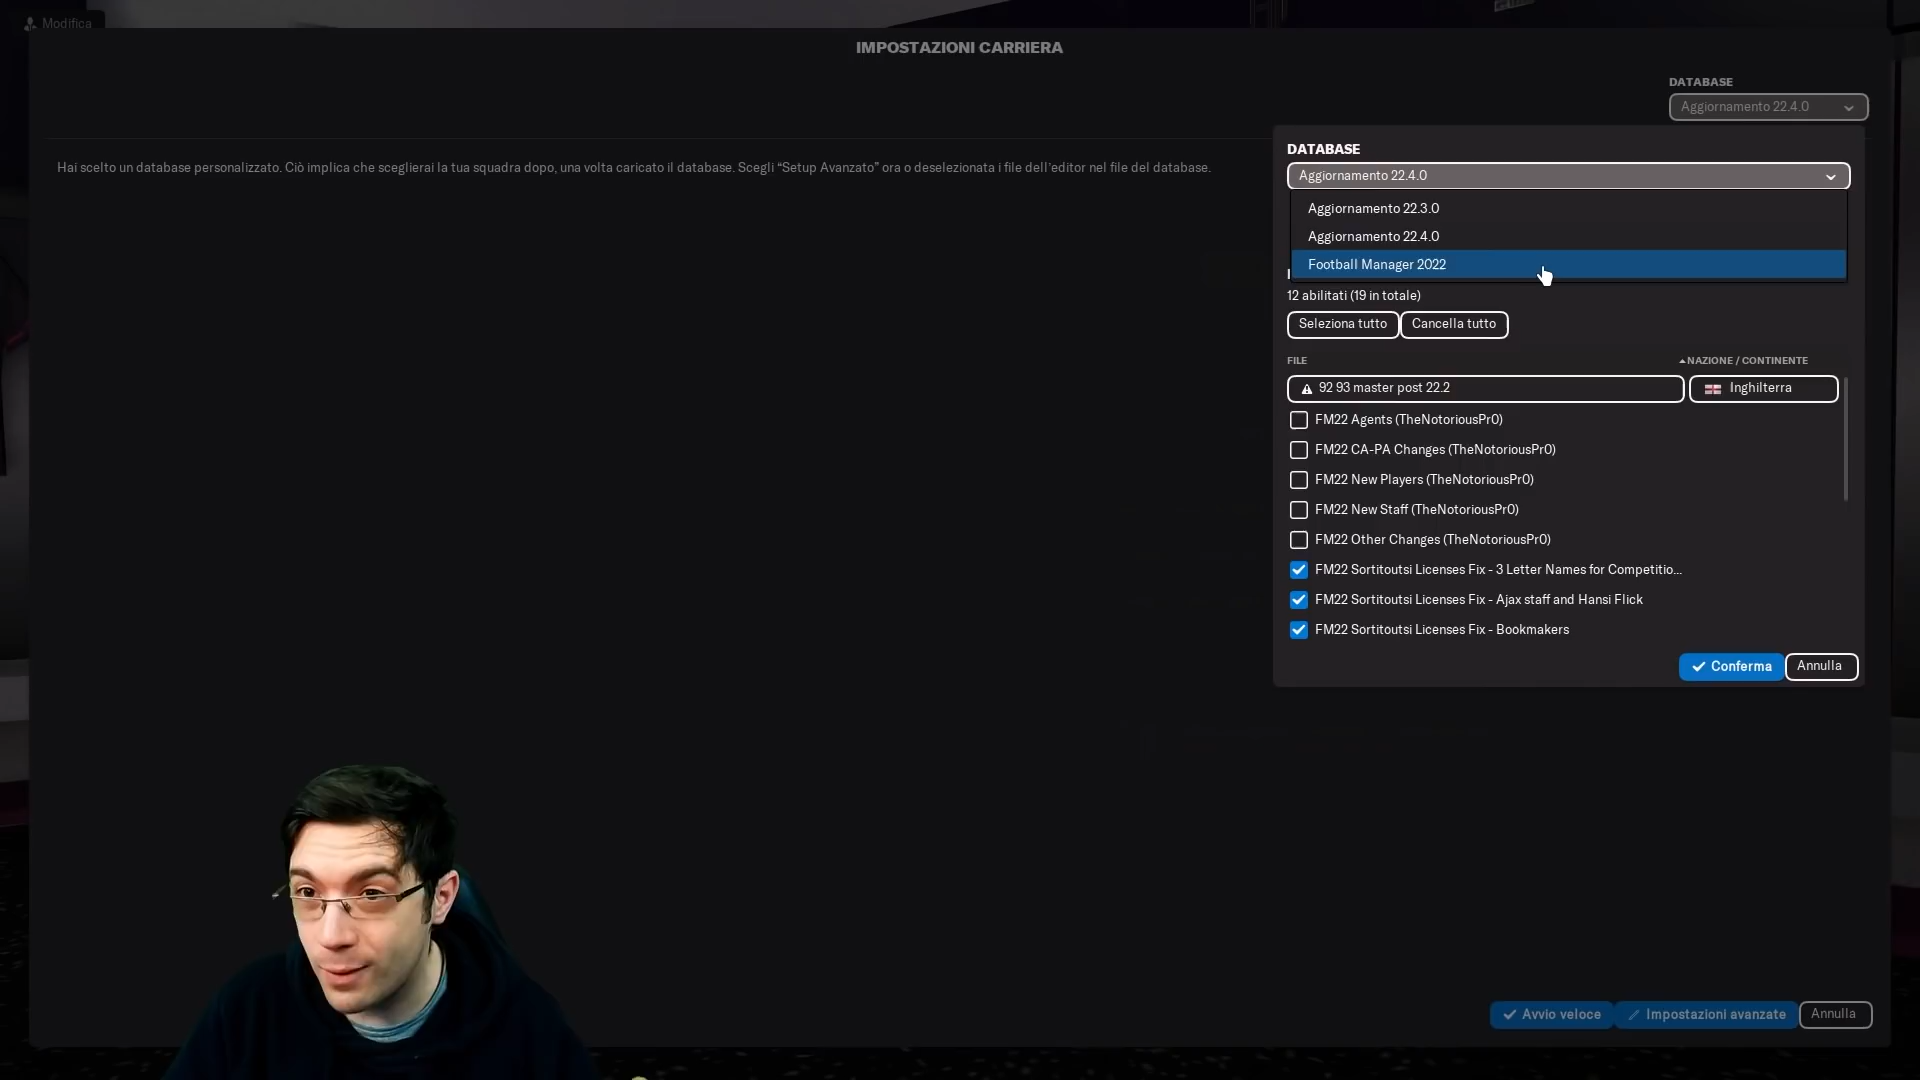 Modifica
IMPOSTAZIONI CARRIERA
DATABASE
Aggiornamento 22.4.0
Hai scelto un database personalizzato. Ciò implica che sceglierai la tua squadra dopo, una volta caricato il database. Scegli “Setup Avanzato” ora o deselezionata i file dell'editor nel file del database.
DATABASE
Aggiornamento 22.4.0
Aggiornamento 22.3.0
Aggiornamento 22.4.0
Football Manager 2022
12 abilitati (19 in totale)
Seleziona tutto Cancella tutto
FILE NAZIONE / CONTINENTE
92 93 master post 22.2 Inghilterra
FM22 Agents (TheNotoriousPr0)
FM22 CA-PA Changes (TheNotoriousPr0)
FM22 New Players (TheNotoriousPr0)
FM22 New Staff (TheNotoriousPr0)
FM22 Other Changes (TheNotoriousPr0)
FM22 Sortitoutsi Licenses Fix - 3 Letter Names for Competitio...
FM22 Sortitoutsi Licenses Fix - Ajax staff and Hansi Flick
FM22 Sortitoutsi Licenses Fix - Bookmakers
Conferma Annulla
Avvio veloce Impostazioni avanzate Annulla